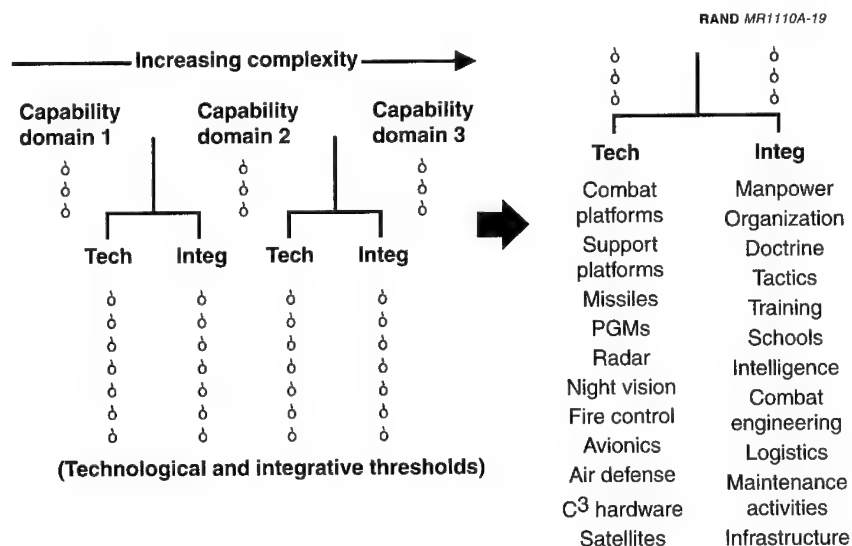 RAND MR1110A-19
Increasing complexity
Capability
domain 1
Capability
domain 2
Capability
domain 3
Tech
Integ
Tech
Integ
(Technological and integrative thresholds)
Tech
Combat
platforms
Support
platforms
Missiles
PGMs
Radar
Night vision
Fire control
Avionics
Air defense
C³ hardware
Satellites
Integ
Manpower
Organization
Doctrine
Tactics
Training
Schools
Intelligence
Combat
engineering
Logistics
Maintenance
activities
Infrastructure